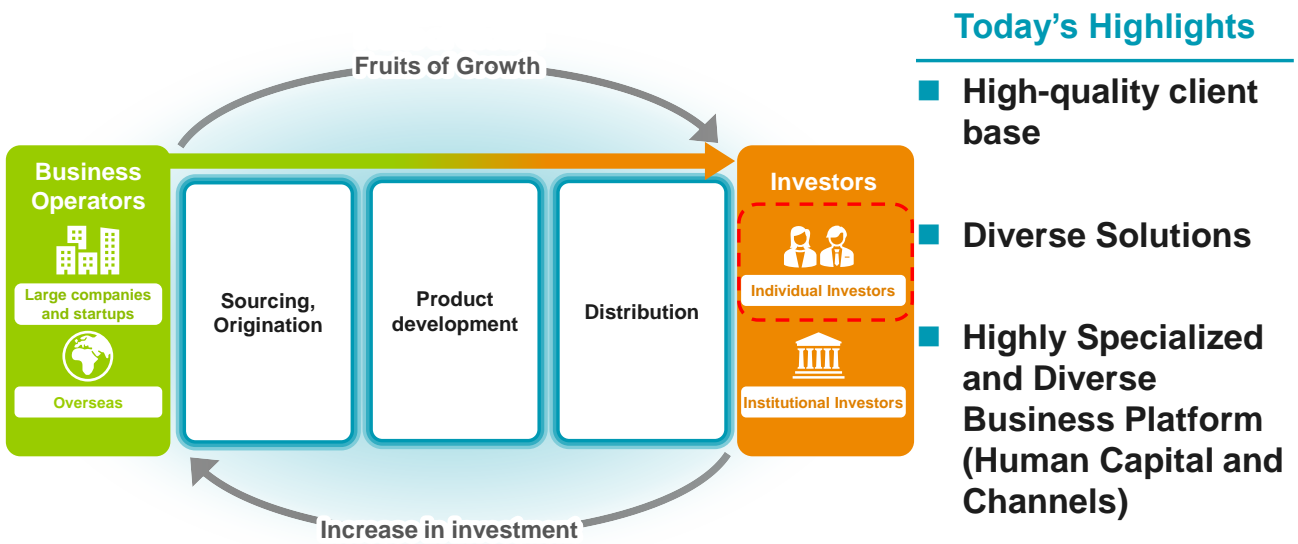 Fruits of Growth
Business
Operators
Large companies
and startups
Overseas
Sourcing,
Origination
Product
development
Distribution
Investors
Individual Investors
Institutional Investors
Increase in investment
Today's Highlights
High-quality client
base
Diverse Solutions
Highly Specialized
and Diverse
Business Platform
(Human Capital and
Channels)